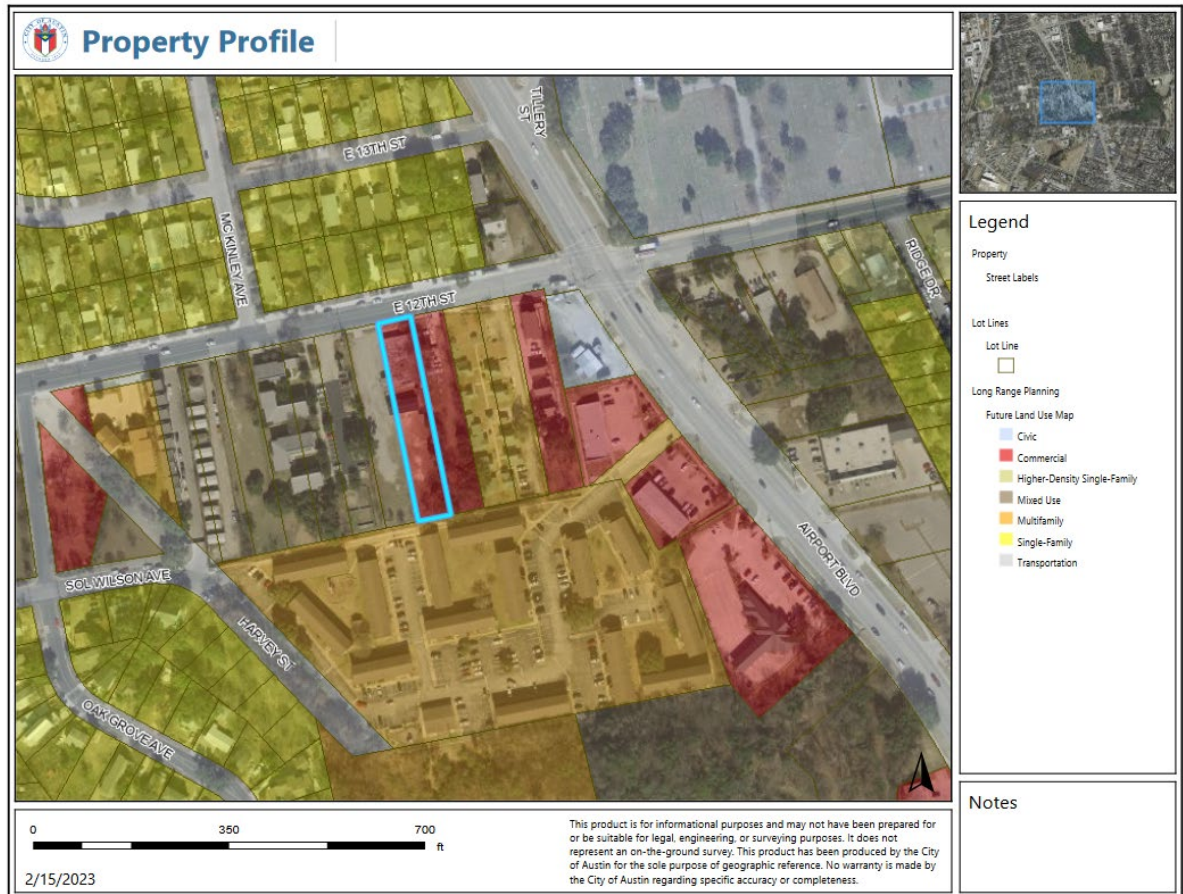 Property Profile
TILLERY
ST
E 13TH ST
MC KINLEY AVE
E 12TH ST
RIDGE DR
SOL WILSON AVE
HARVEY ST
OAK GROVE AVE
AIRPORT BLVD
Legend
Property
Street Labels
Lot Lines
Lot Line
Long Range Planning
Future Land Use Map
Civic
Commercial
Higher-Density Single-Family
Mixed Use
Multifamily
Single-Family
Transportation
Notes
0 350 700
ft
2/15/2023
This product is for informational purposes and may not have been prepared for
or be suitable for legal, engineering, or surveying purposes. It does not
represent an on-the-ground survey. This product has been produced by the City
of Austin for the sole purpose of geographic reference. No warranty is made by
the City of Austin regarding specific accuracy or completeness.